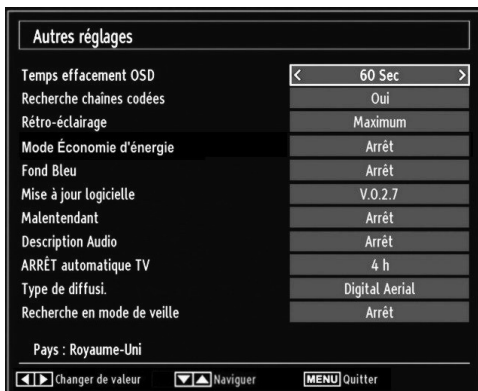 Autres réglages
Temps effacement OSD < 60 Sec >
Recherche chaînes codées Oui
Rétro-éclairage Maximum
Mode Économie d'énergie Arrêt
Fond Bleu Arrêt
Mise à jour logicielle V.0.2.7
Malentendant Arrêt
Description Audio Arrêt
ARRÊT automatique TV 4 h
Type de diffusi. Digital Aerial
Recherche en mode de veille Arrêt
Pays : Royaume-Uni
Changer de valeur Naviguer MENU Quitter